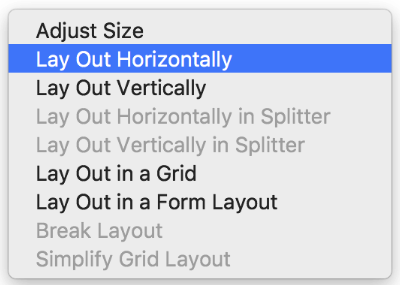 Adjust Size
Lay Out Horizontally
Lay Out Vertically
Lay Out Horizontally in Splitter
Lay Out Vertically in Splitter
Lay Out in a Grid
Lay Out in a Form Layout
Break Layout
Simplify Grid Layout